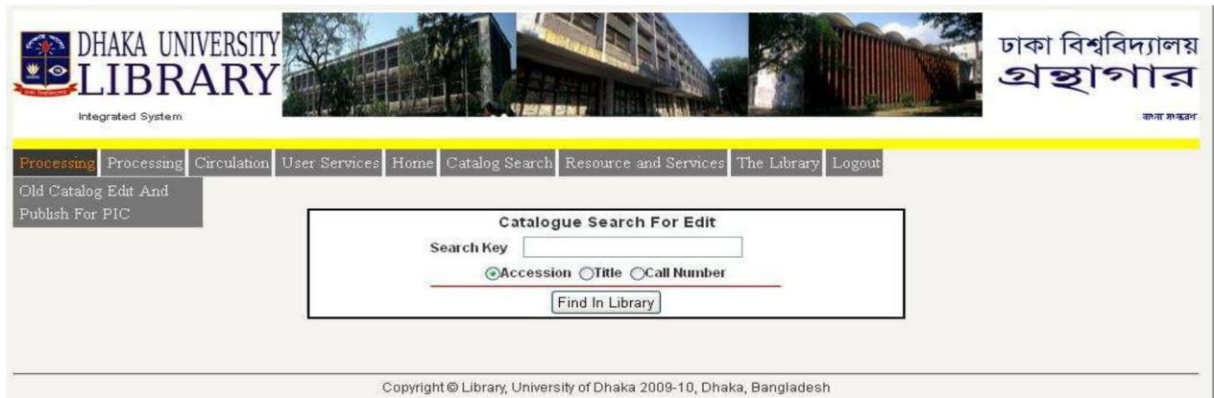 DHAKA UNIVERSITY
LIBRARY
Integrated System
ঢাকা বিশ্ববিদ্যালয়
গ্রন্থাগার
বাংলা সংস্করণ
Processing Processing Circulation User Services Home Catalog Search Resource and Services The Library Logout
Old Catalog Edit And
Publish For PIC
Catalogue Search For Edit
Search Key
Accession Title Call Number
Find In Library
Copyright © Library, University of Dhaka 2009-10, Dhaka, Bangladesh